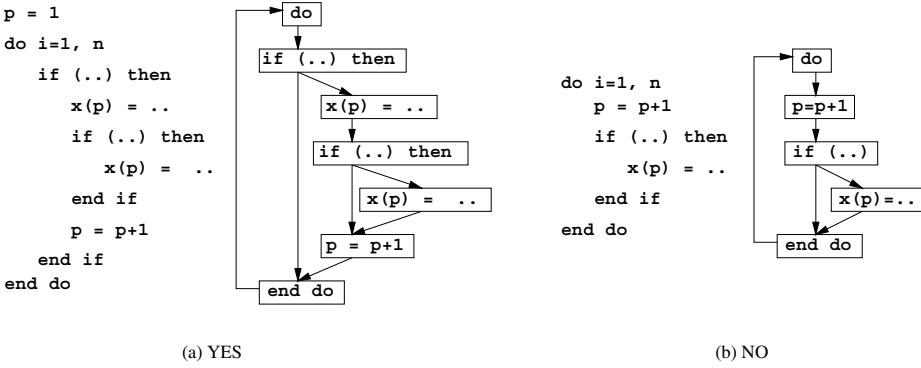 p = 1
do i=1, n
if (..) then
x(p) = ..
if (..) then
x(p) = ..
end if
p = p+1
end if
end do
do
if (..) then
x(p) = ..
if (..) then
x(p) = ..
p = p+1
end do
(a) YES
do i=1, n
p = p+1
if (..) then
x(p) = ..
end if
end do
do
p=p+1
if (..)
x(p)=..
end do
(b) NO